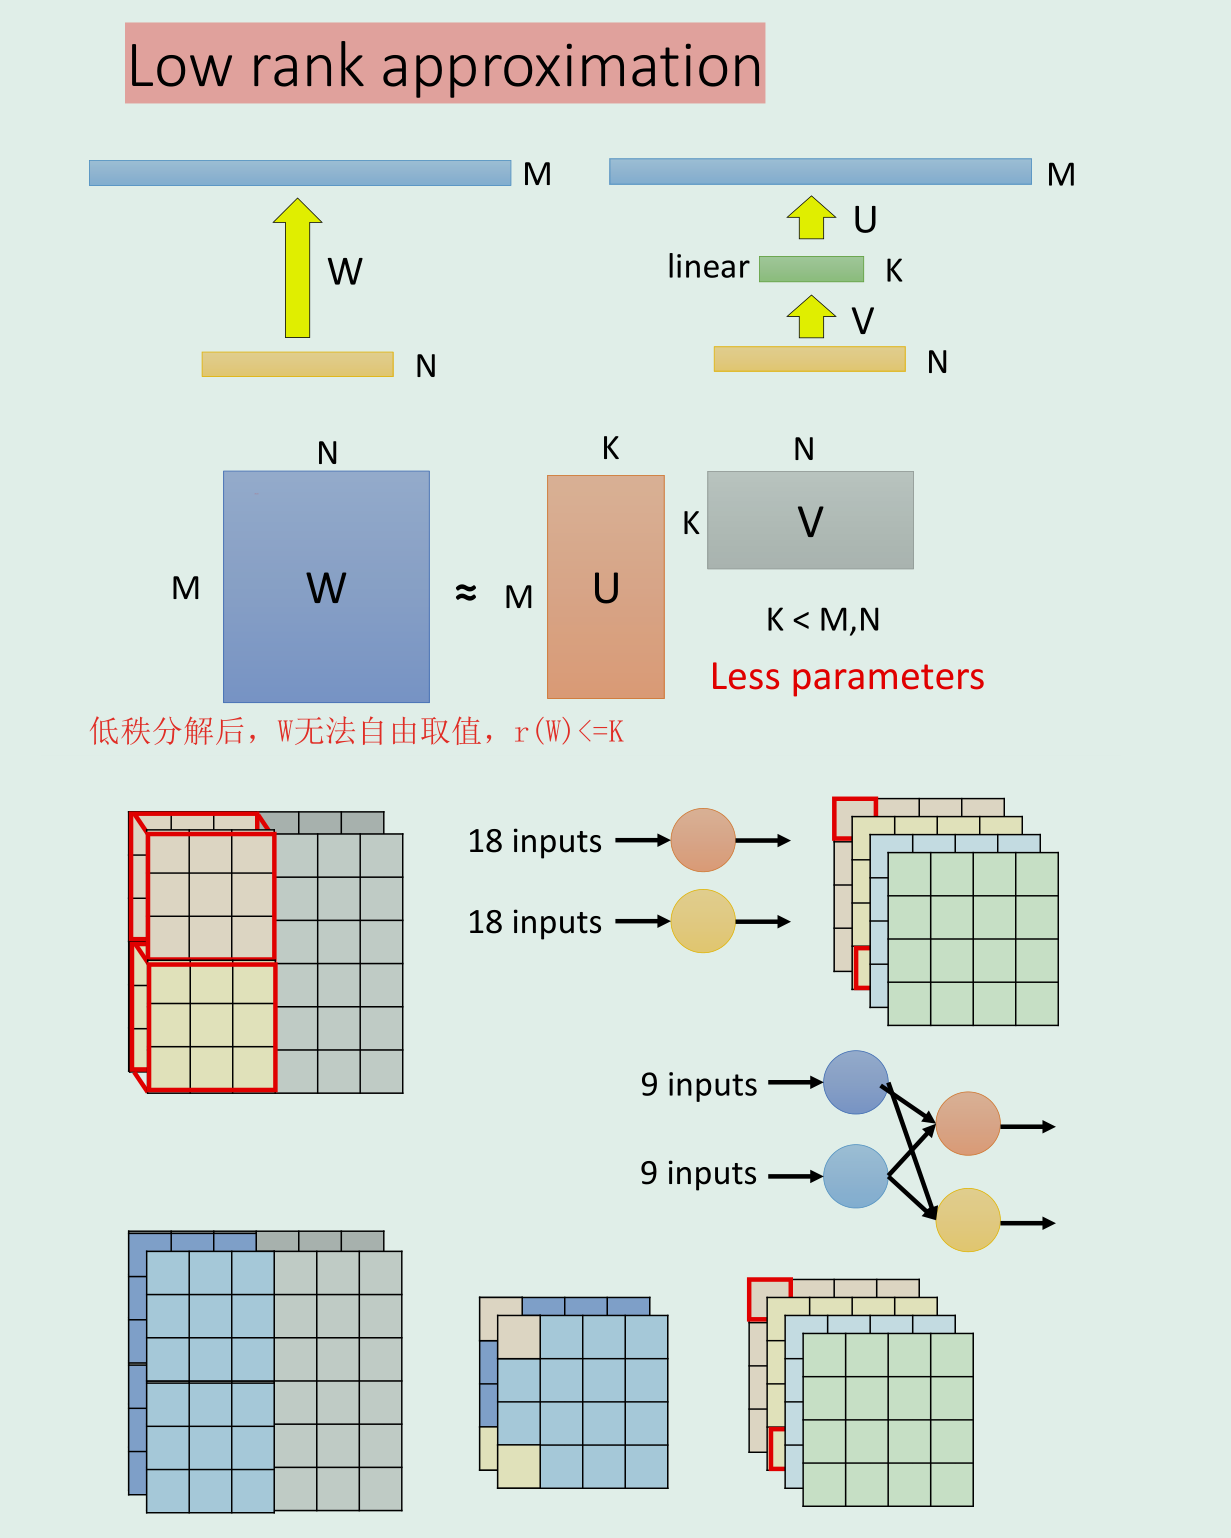 Low rank approximation
M
M
W
U
linear
K
V
N
N
N
K
N
M
W
≈
M
U
K
V
K < M,N
Less parameters
低秩分解后，W无法自由取值，r(W)<=K
18 inputs
18 inputs
9 inputs
9 inputs